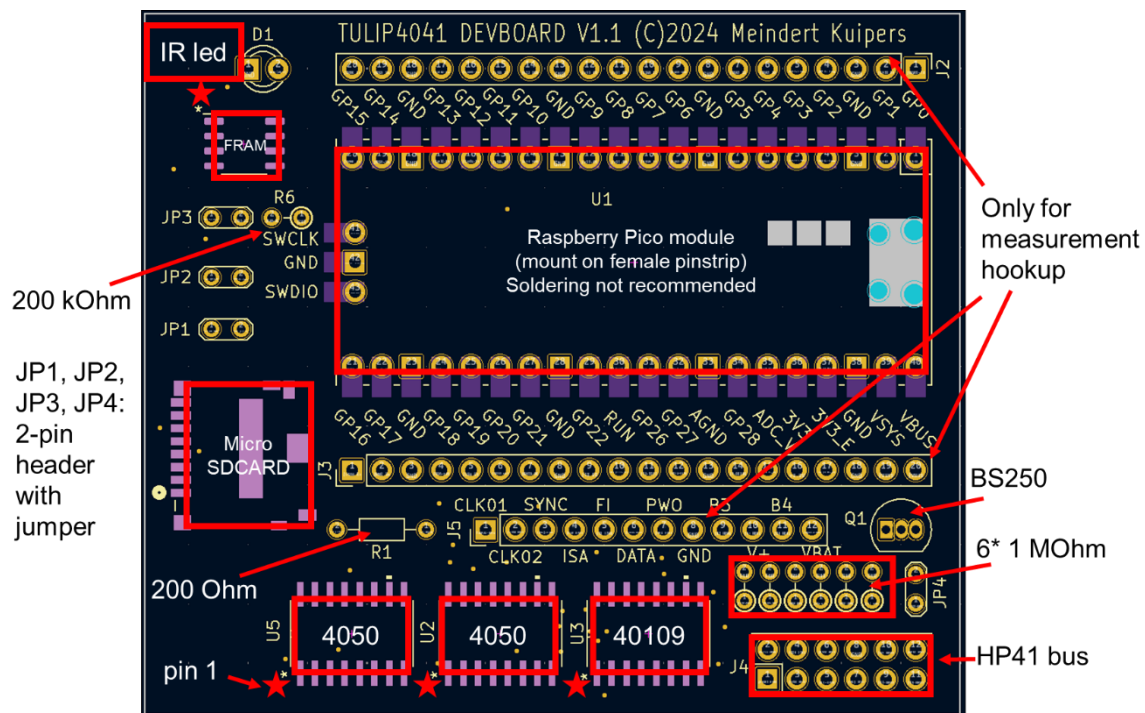 TULIP4041 DEVBOARD V1.1 (C)2024 Meindert Kuipers
IR led
D1
J2
GP15 GP14 GND GP13 GP12 GP11 GP10 GND GP9 GP8 GP7 GP6 GND GP5 GP4 GP3 GP2 GND GP1 GP0
*
FRAM
U1
R6
JP3
SWCLK
GND
SWDIO
JP2
JP1
Raspberry Pico module
(mount on female pinstrip)
Soldering not recommended
Only for
measurement
hookup
200 kOhm
JP1, JP2,
JP3, JP4:
2-pin
header
with
jumper
Micro
SDCARD
GP16 GP17 GND GP18 GP19 GP20 GP21 GND GP22 RUN GP26 GP27 AGND GP28 ADC_V 3V3 3V3_E GND VSYS VBUS
J3
BS250
CLK01 SYNC FI PWO B3 B4
J5
Q1
R1
CLK02 ISA DATA GND V+ VBAT
6* 1 MOhm
200 Ohm
JP4
U5
4050
U2
4050
U3
40109
HP41 bus
J4
pin 1
*
*
*